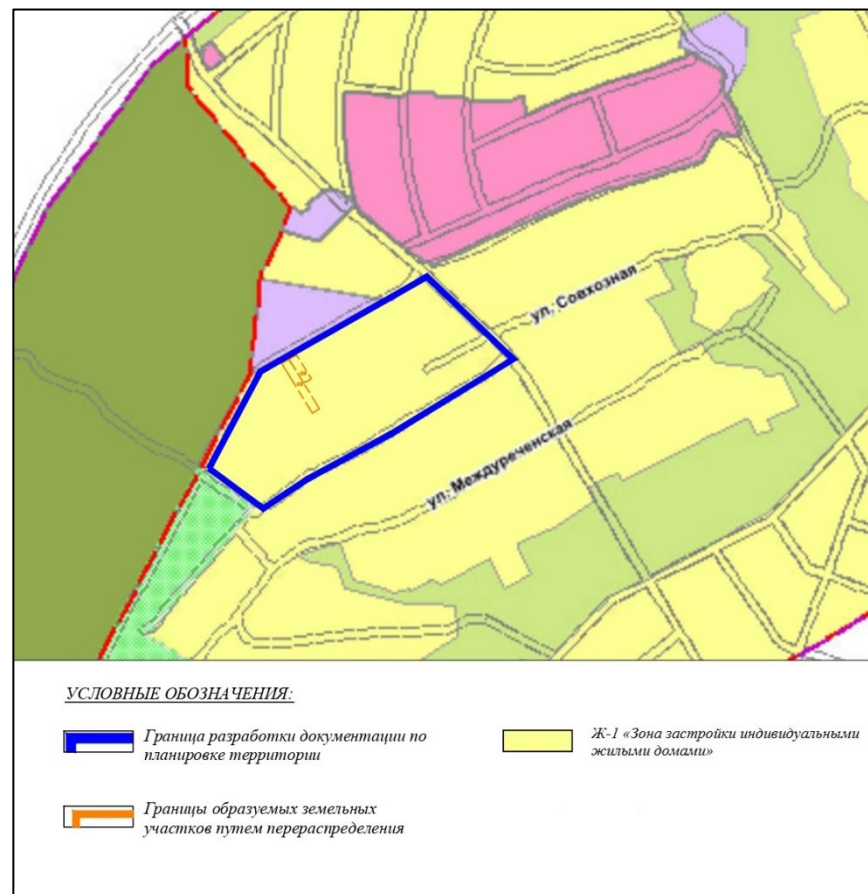 ул. Совхозная
ул. Междуреченская
УСЛОВНЫЕ ОБОЗНАЧЕНИЯ:
Граница разработки документации по
планировке территории
Ж-1 «Зона застройки индивидуальными
жилыми домами»
Границы образуемых земельных
участков путем перераспределения